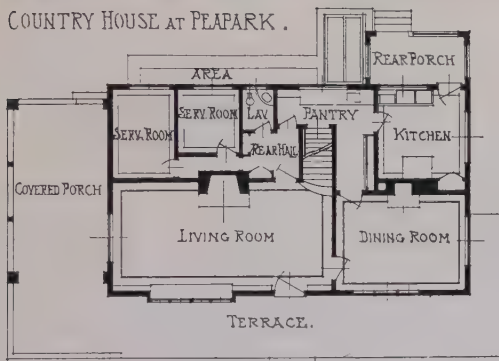 COUNTRY HOUSE AT PEAPARK.
REAR PORCH
AREA
SERV. ROOM
SERV. ROOM
LAV.
PANTRY
KITCHEN
REAR HALL
COVERED PORCH
LIVING ROOM
DINING ROOM
TERRACE.